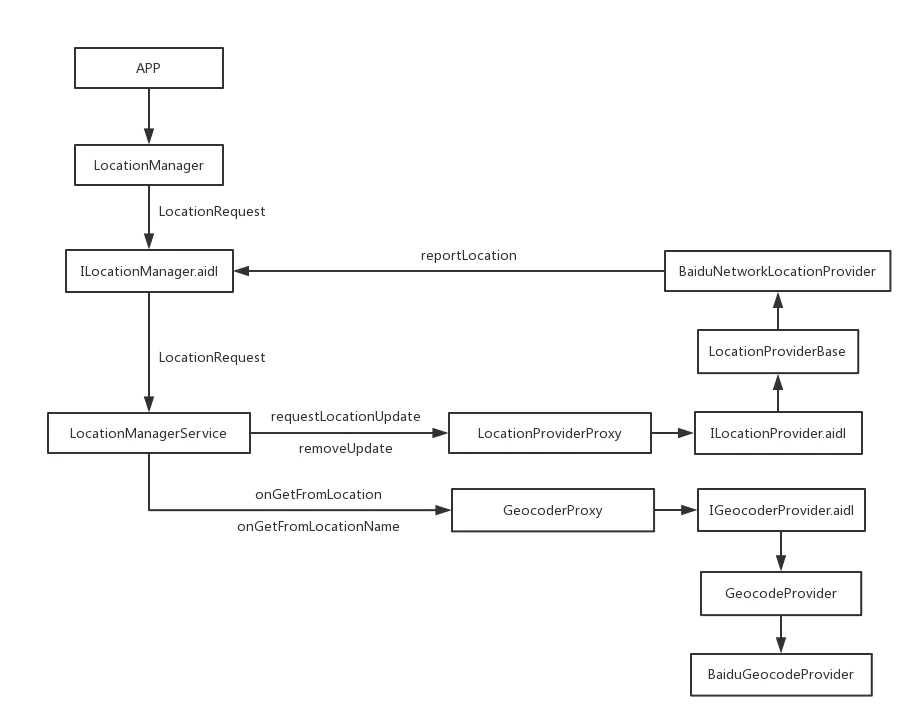 APP
LocationManager
LocationRequest
reportLocation
ILocationManager.aidl
BaiduNetworkLocationProvider
LocationProviderBase
LocationRequest
requestLocationUpdate
LocationManagerService
LocationProviderProxy
ILocationProvider.aidl
removeUpdate
onGetFromLocation
GeocoderProxy
IGeocoderProvider.aidl
onGetFromLocationName
GeocodeProvider
BaiduGeocodeProvider